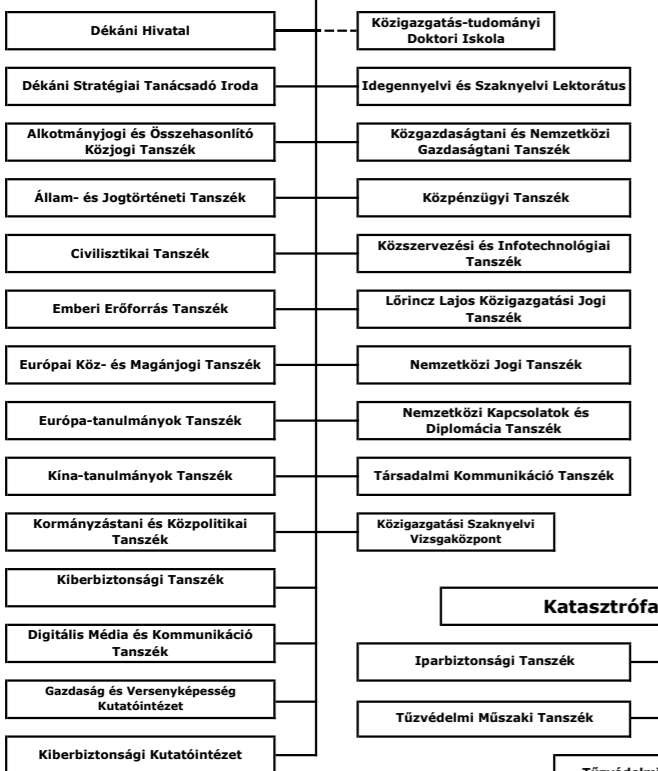 Dékáni Hivatal
Közigazgatás-tudományi
Doktori Iskola
Dékáni Stratégiai Tanácsadó Iroda
Idegennyelvi és Szaknyelvi Lektorátus
Alkotmányjogi és Összehasonlító
Közjogi Tanszék
Közgazdaságtani és Nemzetközi
Gazdaságtani Tanszék
Állam- és Jogtörténeti Tanszék
Közpénzügyi Tanszék
Civilisztikai Tanszék
Közszervezési és Infotechnológiai
Tanszék
Emberi Erőforrás Tanszék
Lőrincz Lajos Közigazgatási Jogi
Tanszék
Európai Köz- és Magánjogi Tanszék
Nemzetközi Jogi Tanszék
Európa-tanulmányok Tanszék
Nemzetközi Kapcsolatok és
Diplomácia Tanszék
Kína-tanulmányok Tanszék
Társadalmi Kommunikáció Tanszék
Kormányzástani és Közpolitikai
Tanszék
Közigazgatási Szaknyelvi
Vizsgaközpont
Kiberbiztonsági Tanszék
Katasztrófa
Digitális Média és Kommunikáció
Tanszék
Iparbiztonsági Tanszék
Gazdaság és Versenyképesség
Kutatóintézet
Tűzvédelmi Műszaki Tanszék
Kiberbiztonsági Kutatóintézet